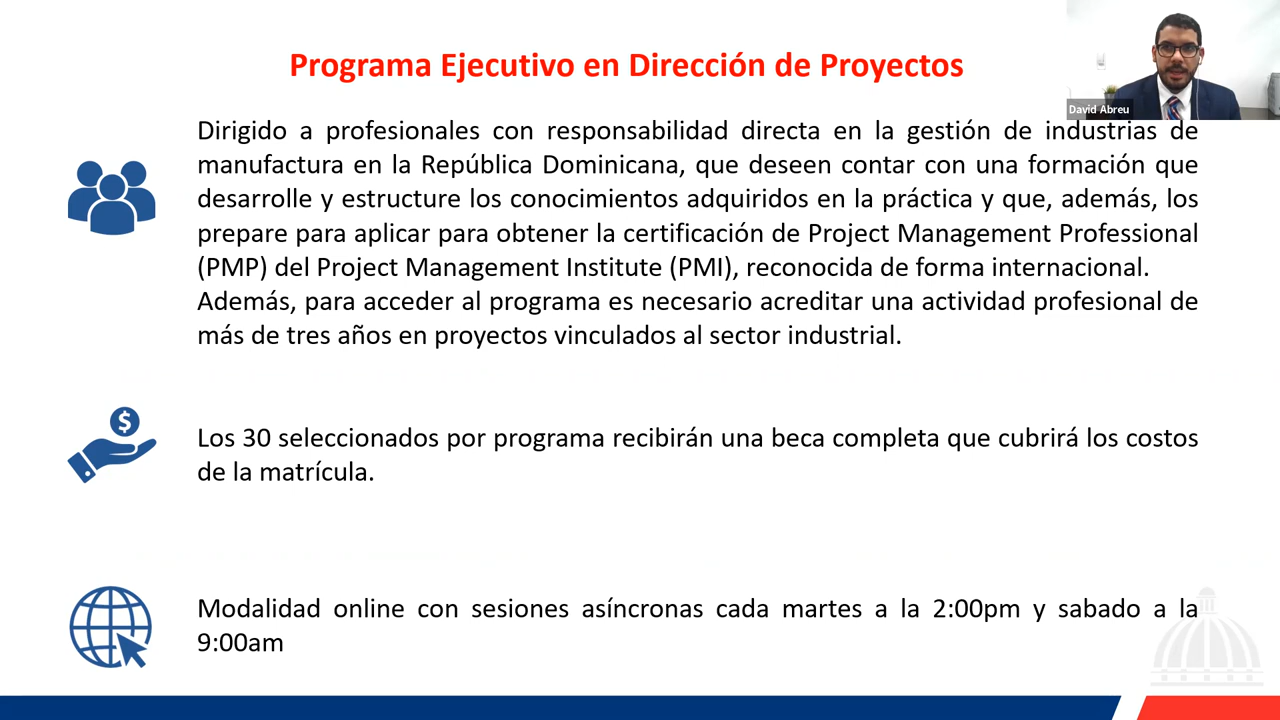 Programa Ejecutivo en Dirección de Proyectos
David Abreu
Dirigido a profesionales con responsabilidad directa en la gestión de industrias de
manufactura en la República Dominicana, que deseen contar con una formación que
desarrolle y estructure los conocimientos adquiridos en la práctica y que, además, los
prepare para aplicar para obtener la certificación de Project Management Professional
(PMP) del Project Management Institute (PMI), reconocida de forma internacional.
Además, para acceder al programa es necesario acreditar una actividad profesional de
más de tres años en proyectos vinculados al sector industrial.
$
Los 30 seleccionados por programa recibirán una beca completa que cubrirá los costos
de la matrícula.
Modalidad online con sesiones asíncronas cada martes a la 2:00pm y sabado a la
9:00am